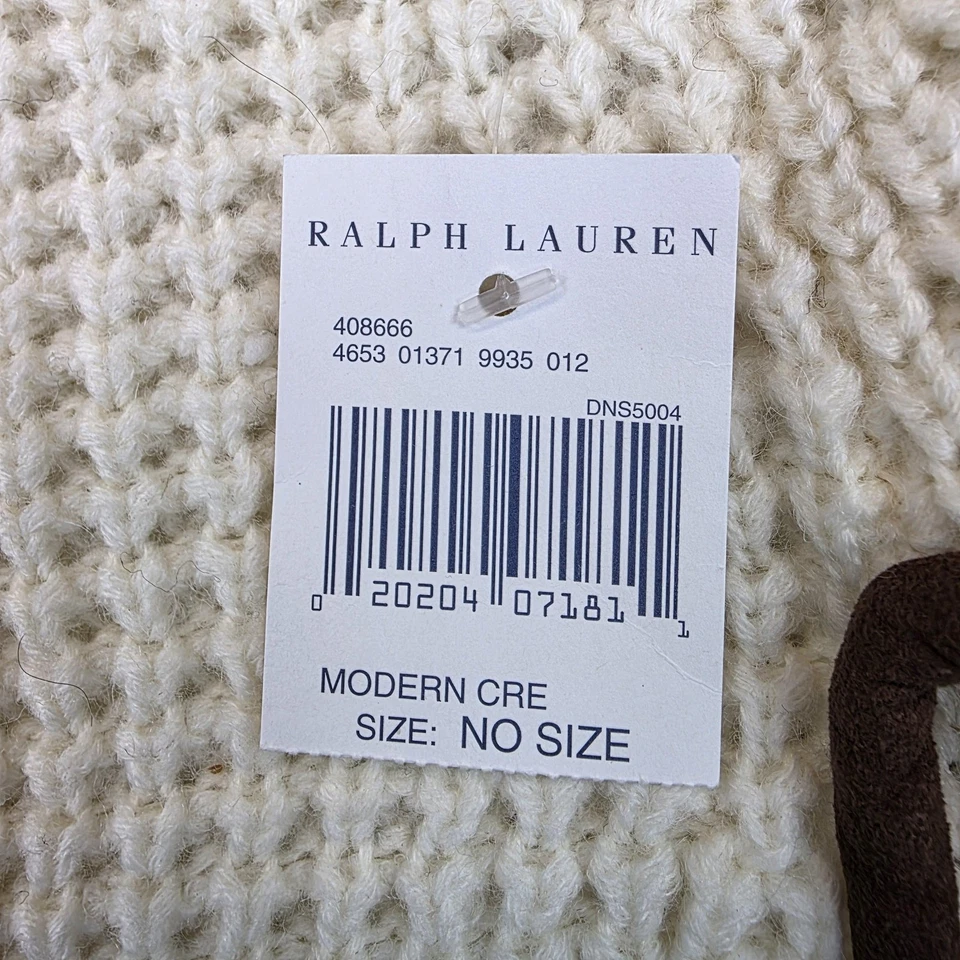 RALPH LAUREN
408666
4653 01371 9935 012
DNS5004
0 20204 07181 1
MODERN CRE
SIZE: NO SIZE